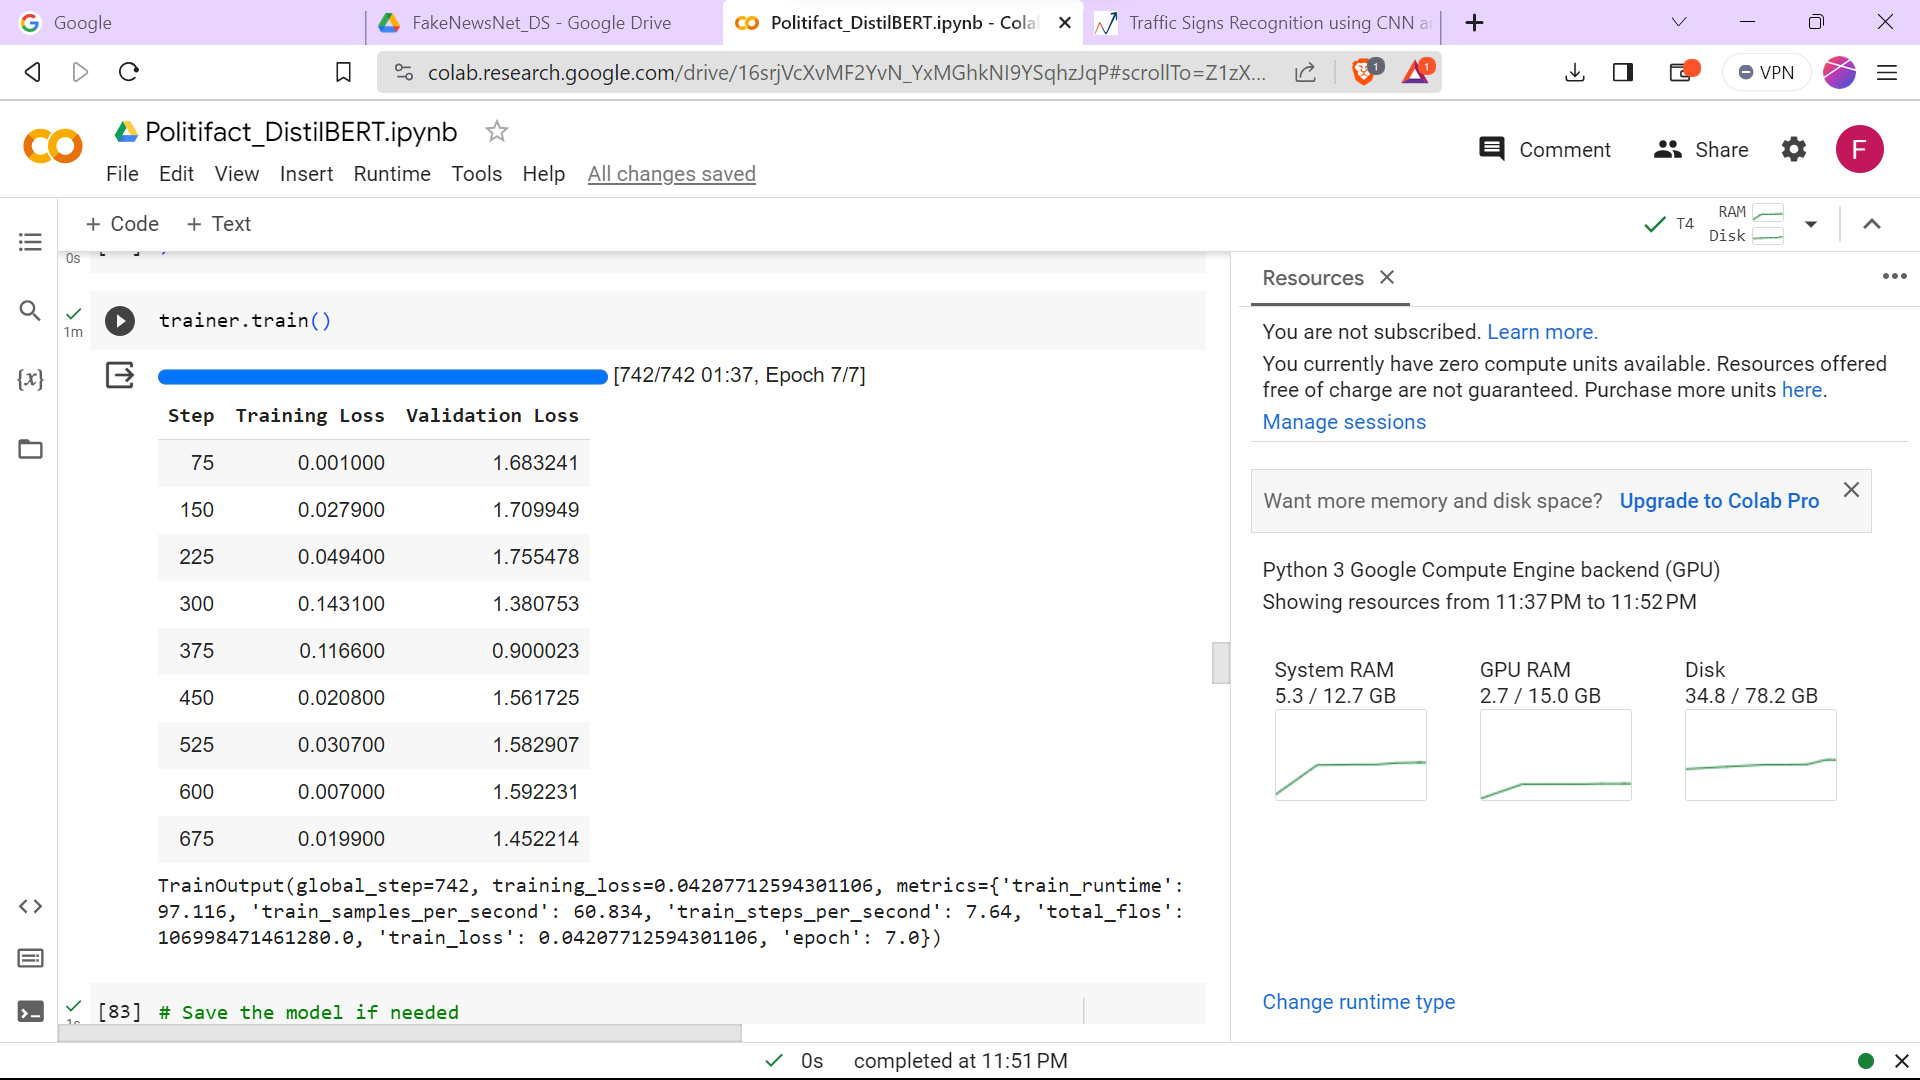 Google
FakeNewsNet_DS - Google Drive
Politifact_DistilBERT.ipynb - Cola
Traffic Signs Recognition using CNN a
colab.research.google.com/drive/16srjVcXvMF2YvN_YxMGhkNI9YSqhzJqP#scrollTo=Z1zX...
1
1
VPN
Politifact_DistilBERT.ipynb
Comment
Share
F
File Edit View Insert Runtime Tools Help All changes saved
+ Code + Text
T4
RAM
Disk
0s
1m
trainer.train()
[742/742 01:37, Epoch 7/7]
Step Training Loss Validation Loss
75 0.001000 1.683241
150 0.027900 1.709949
225 0.049400 1.755478
300 0.143100 1.380753
375 0.116600 0.900023
450 0.020800 1.561725
525 0.030700 1.582907
600 0.007000 1.592231
675 0.019900 1.452214
TrainOutput(global_step=742, training_loss=0.04207712594301106, metrics={'train_runtime':
97.116, 'train_samples_per_second': 60.834, 'train_steps_per_second': 7.64, 'total_flos':
106998471461280.0, 'train_loss': 0.04207712594301106, 'epoch': 7.0})
[83] # Save the model if needed
Resources
You are not subscribed. Learn more.
You currently have zero compute units available. Resources offered
free of charge are not guaranteed. Purchase more units here.
Manage sessions
Want more memory and disk space? Upgrade to Colab Pro
Python 3 Google Compute Engine backend (GPU)
Showing resources from 11:37 PM to 11:52 PM
System RAM
5.3 / 12.7 GB
GPU RAM
2.7 / 15.0 GB
Disk
34.8 / 78.2 GB
Change runtime type
0s completed at 11:51 PM